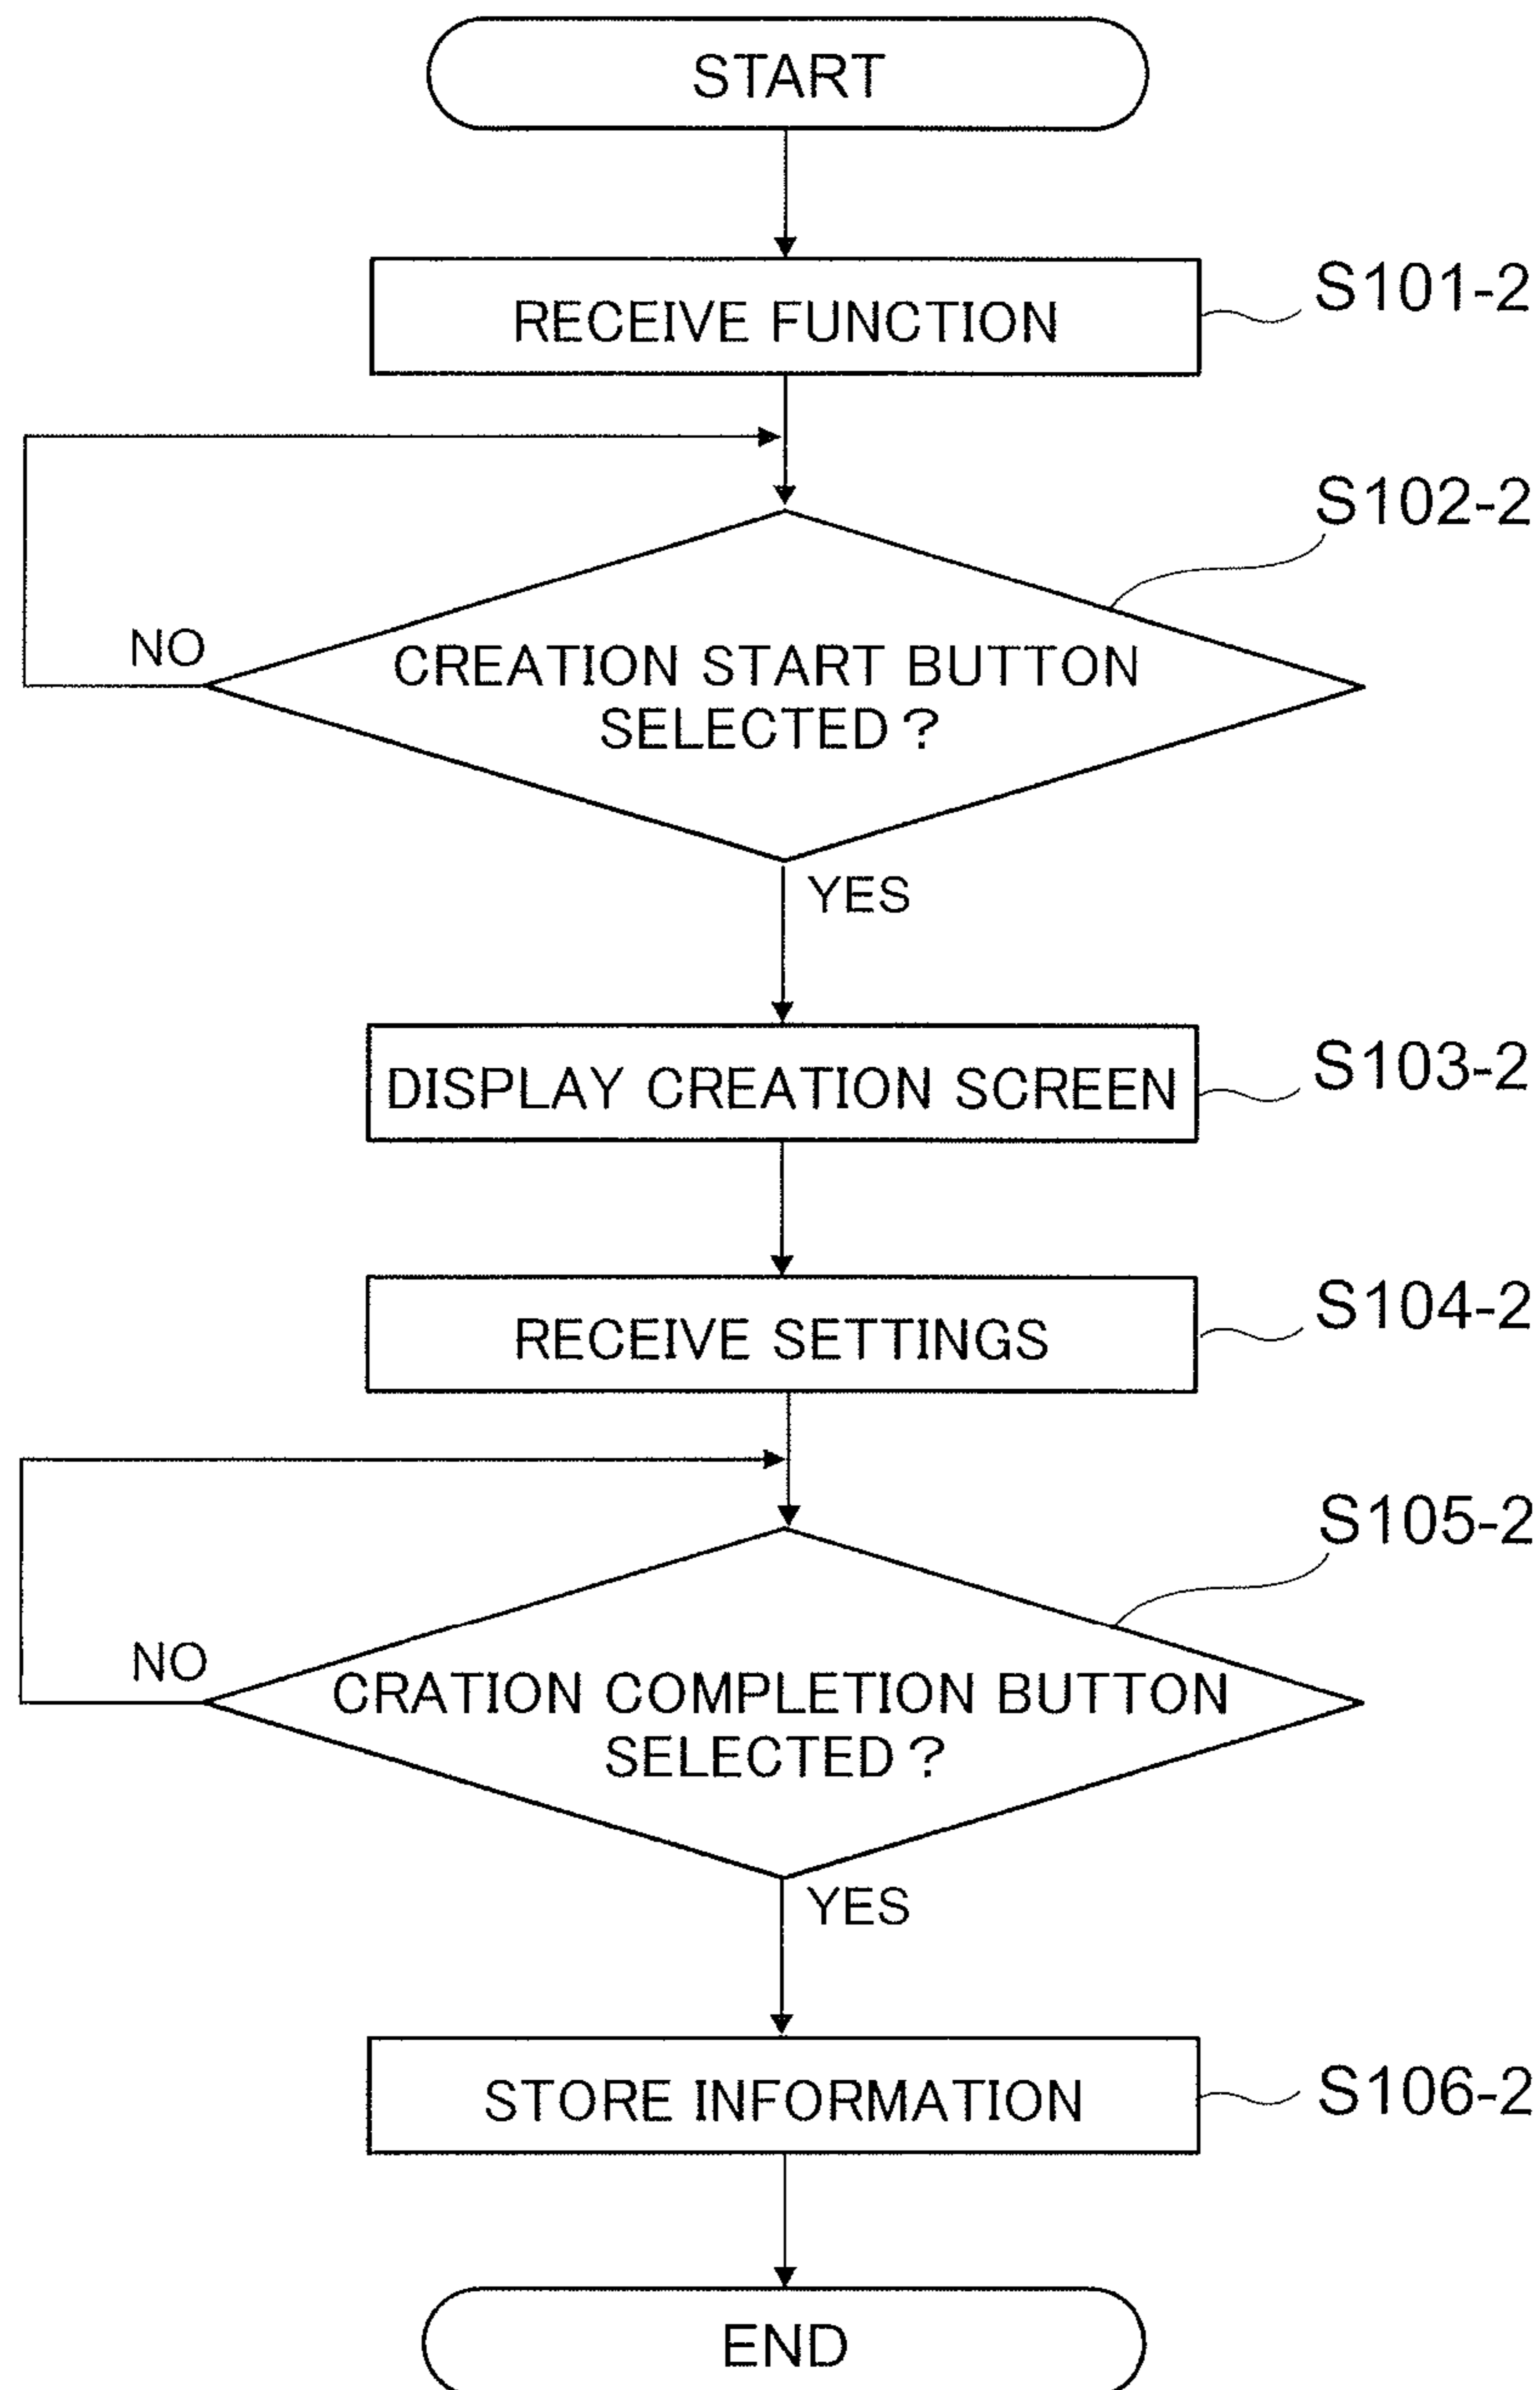 START
RECEIVE FUNCTION
S101-2
S102-2
NO
CREATION START BUTTON
SELECTED?
YES
DISPLAY CREATION SCREEN
S103-2
RECEIVE SETTINGS
S104-2
S105-2
NO
CRATION COMPLETION BUTTON
SELECTED?
YES
STORE INFORMATION
S106-2
END